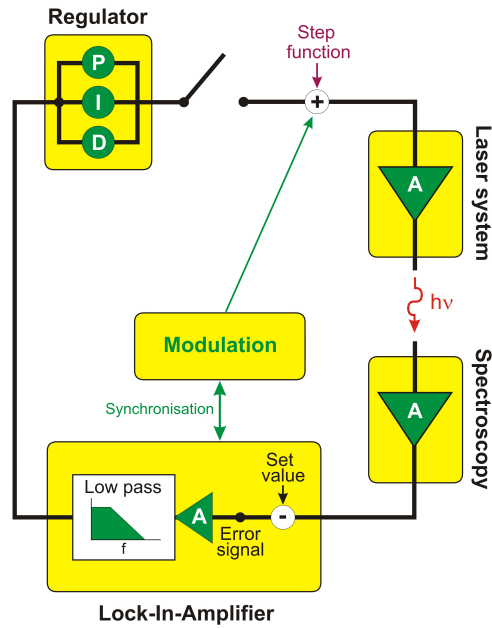 Regulator
P
I
D
Step
function
+
A
Laser system
hν
Modulation
Synchronisation
A
Spectroscopy
Set
value
Low pass
A
-
Error
signal
f
Lock-In-Amplifier